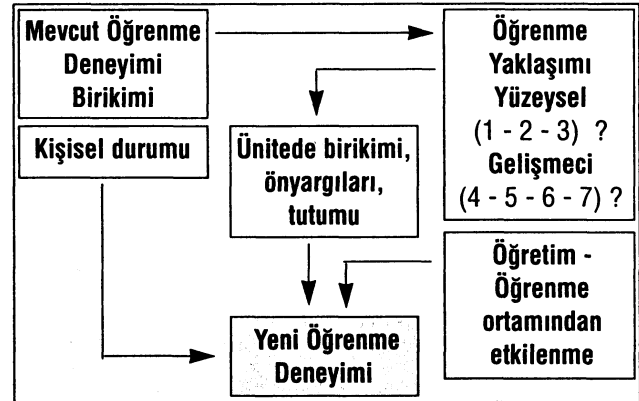 Mevcut Öğrenme
Deneyimi
Birikimi
Öğrenme
Yaklaşımı
Yüzeysel
(1 - 2 - 3) ?
Gelişmeci
(4 - 5 - 6 - 7) ?
Kişisel durumu
Ünitede birikimi,
önyargıları,
tutumu
Öğretim -
Öğrenme
ortamından
etkilenme
Yeni Öğrenme
Deneyimi